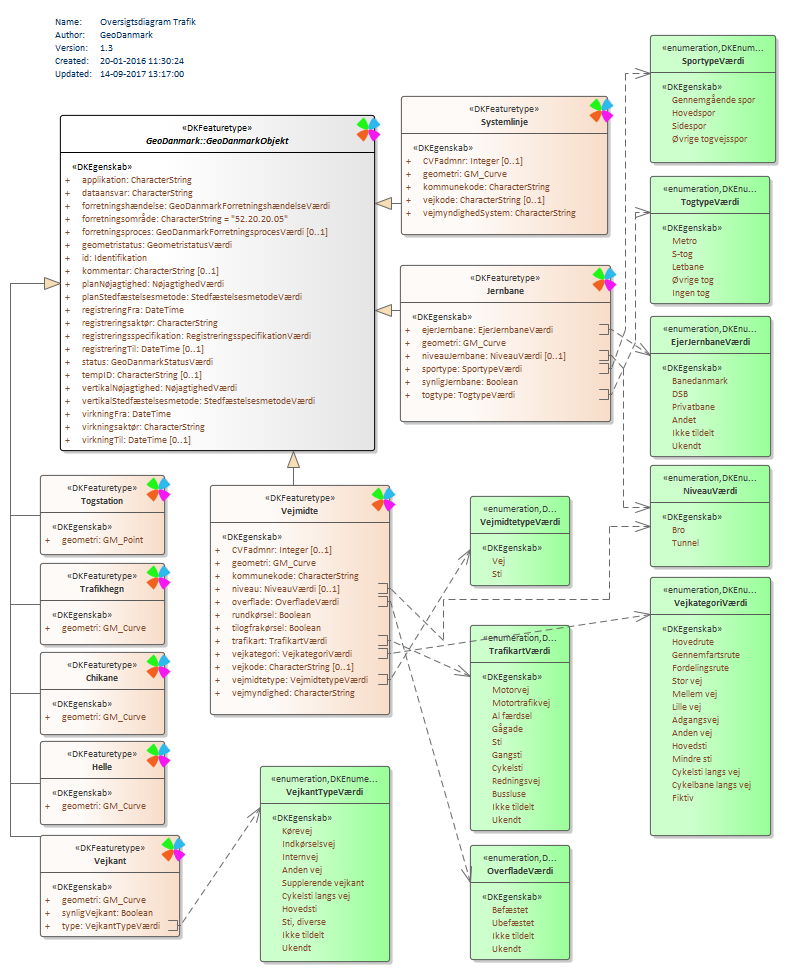 Name: Oversigtsdiagram Trafik
Author: GeoDanmark
Version: 1.3
Created: 20-01-2016 11:30:24
Updated: 14-09-2017 13:17:00
«DKFeaturetype»
GeoDanmark::GeoDanmarkObjekt
«DKEgenskab»
+ applikation: CharacterString
+ dataansvar: CharacterString
+ forretningshændelse: GeoDanmarkForretningshændelseVærdi
+ forretningsområde: CharacterString = "52.20.20.05"
+ forretningsproces: GeoDanmarkForretningsprocesVærdi [0..1]
+ geometristatus: GeometristatusVærdi
+ id: Identifikation
+ kommentar: CharacterString [0..1]
+ planNøjagtighed: NøjagtighedVærdi
+ planStedfæstelsesmetode: StedfæstelsesmetodeVærdi
+ registreringFra: DateTime
+ registreringsaktør: CharacterString
+ registreringsspecifikation: RegistreringsspecifikationVærdi
+ registreringTil: DateTime [0..1]
+ status: GeoDanmarkStatusVærdi
+ tempID: CharacterString [0..1]
+ vertikalNøjagtighed: NøjagtighedVærdi
+ vertikalStedfæstelsesmetode: StedfæstelsesmetodeVærdi
+ virkningFra: DateTime
+ virkningsaktør: CharacterString
+ virkningTil: DateTime [0..1]
«DKFeaturetype»
Systemlinje
«DKEgenskab»
+ CVFadmnr: Integer [0..1]
+ geometri: GM_Curve
+ kommunekode: CharacterString
+ vejkode: CharacterString [0..1]
+ vejmyndighedSystem: CharacterString
«DKFeaturetype»
Jernbane
«DKEgenskab»
+ ejerJernbane: EjerJernbaneVærdi
+ geometri: GM_Curve
+ niveauJernbane: NiveauVærdi [0..1]
+ sportype: SportypeVærdi
+ synligJernbane: Boolean
+ togtype: TogtypeVærdi
«enumeration,DKEnum...
SportypeVærdi
«DKEgenskab»
Gennemgående spor
Hovedspor
Sidespor
Øvrige togvejsspor
«enumeration,DKEnu...
TogtypeVærdi
«DKEgenskab»
Metro
S-tog
Letbane
Øvrige tog
Ingen tog
«enumeration,DKEnu...
EjerJernbaneVærdi
«DKEgenskab»
Banedanmark
DSB
Privatbane
Andet
Ikke tildelt
Ukendt
«enumeration,DKEnu...
NiveauVærdi
«DKEgenskab»
Bro
Tunnel
«DKFeaturetype»
Togstation
«DKEgenskab»
+ geometri: GM_Point
«DKFeaturetype»
Trafikhegn
«DKEgenskab»
+ geometri: GM_Curve
«DKFeaturetype»
Chikane
«DKEgenskab»
+ geometri: GM_Curve
«DKFeaturetype»
Helle
«DKEgenskab»
+ geometri: GM_Curve
«DKFeaturetype»
Vejkant
«DKEgenskab»
+ geometri: GM_Curve
+ synligVejkant: Boolean
+ type: VejkantTypeVærdi
«DKFeaturetype»
Vejmidte
«DKEgenskab»
+ CVFadmnr: Integer [0..1]
+ geometri: GM_Curve
+ kommunekode: CharacterString
+ niveau: NiveauVærdi [0..1]
+ overflade: OverfladeVærdi
+ rundkørsel: Boolean
+ tilogfrakørsel: Boolean
+ trafikart: TrafikartVærdi
+ vejkategori: VejkategoriVærdi
+ vejkode: CharacterString [0..1]
+ vejmidtetype: VejmidtetypeVærdi
+ vejmyndighed: CharacterString
«enumeration,D...
VejmidtetypeVærdi
«DKEgenskab»
Vej
Sti
«enumeration,D...
TrafikartVærdi
«DKEgenskab»
Motorvej
Motortrafikvej
Al færdsel
Gågade
Sti
Gangsti
Cykelsti
Redningsvej
Bussluse
Ikke tildelt
Ukendt
«enumeration,DKEnu...
VejkategoriVærdi
«DKEgenskab»
Hovedrute
Gennemfartsrute
Fordelingsrute
Stor vej
Mellem vej
Lille vej
Adgangsvej
Anden vej
Hovedsti
Mindre sti
Cykelsti langs vej
Cykelbane langs vej
Fiktiv
«enumeration,DKEnume...
VejkantTypeVærdi
«DKEgenskab»
Kørevej
Indkørselsvej
Internvej
Anden vej
Supplerende vejkant
Cykelsti langs vej
Hovedsti
Sti, diverse
Ikke tildelt
Ukendt
«enumeration,D...
OverfladeVærdi
«DKEgenskab»
Befæstet
Ubefæstet
Ikke tildelt
Ukendt